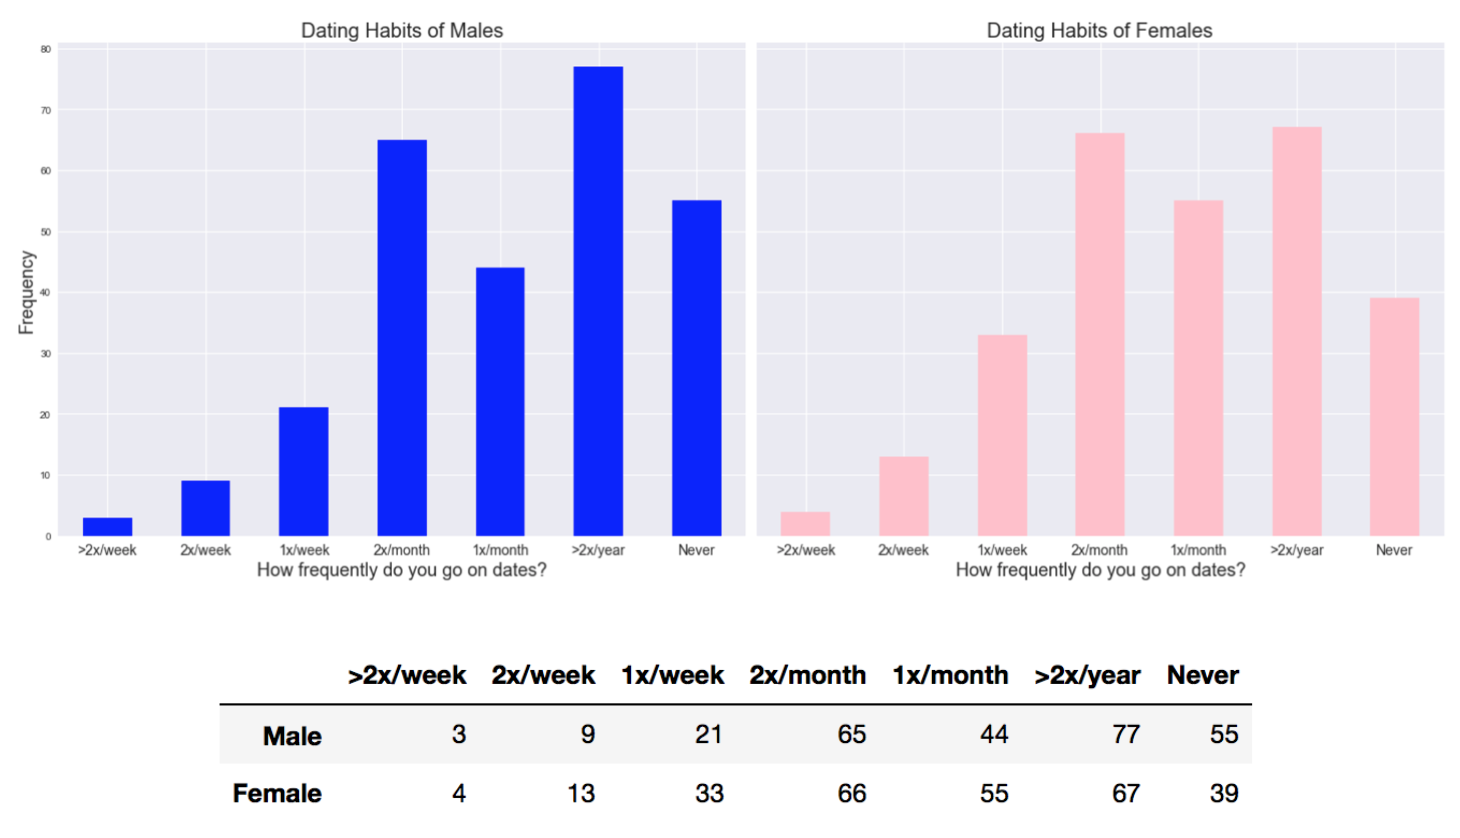 Dating Habits of Males
Dating Habits of Females
80
70
60
50
40
30
20
10
0
Frequency
>2x/week 2x/week 1x/week 2x/month 1x/month >2x/year Never
How frequently do you go on dates?
>2x/week 2x/week 1x/week 2x/month 1x/month >2x/year Never
How frequently do you go on dates?
>2x/week 2x/week 1x/week 2x/month 1x/month >2x/year Never
Male 3 9 21 65 44 77 55
Female 4 13 33 66 55 67 39